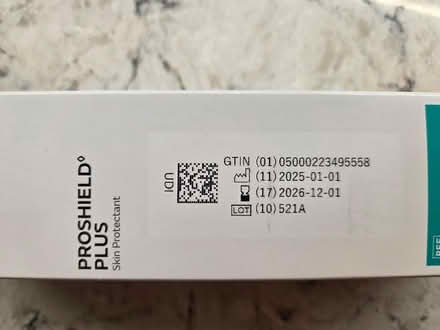 PROSHIELD◊
PLUS
Skin Protectant
UDI
GTIN (01) 05000223495558
(11) 2025-01-01
(17) 2026-12-01
LOT (10) 521A
REF